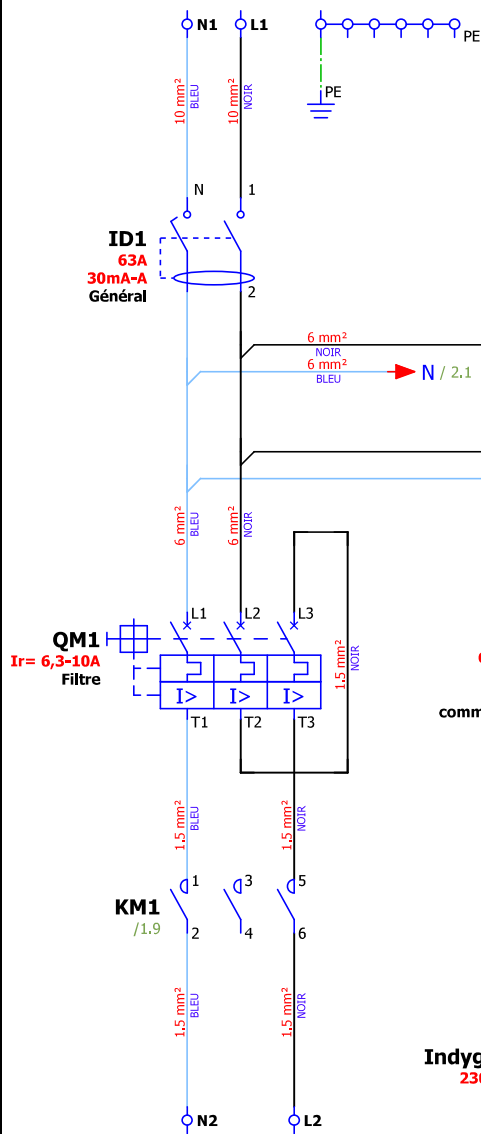 N1
L1
PE
10 mm²
BLEU
10 mm²
NOIR
PE
N
1
ID1
63A
30mA-A
Général
2
6 mm²
NOIR
6 mm²
BLEU
N / 2.1
6 mm²
BLEU
6 mm²
NOIR
L1
L2
L3
QM1
Ir= 6,3-10A
Filtre
I>
I>
I>
1.5 mm²
NOIR
T1
T2
T3
comm
1.5 mm²
BLEU
1.5 mm²
NOIR
1
3
5
KM1
/1.9
2
4
6
1.5 mm²
BLEU
1.5 mm²
NOIR
Indyg
230
N2
L2